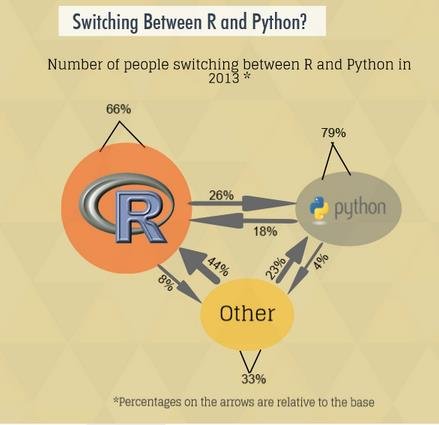 Switching Between R and Python?
Number of people switching between R and Python in
2013 *
66%
79%
R
python
26%
18%
44%
23%
8%
4%
Other
33%
*Percentages on the arrows are relative to the base